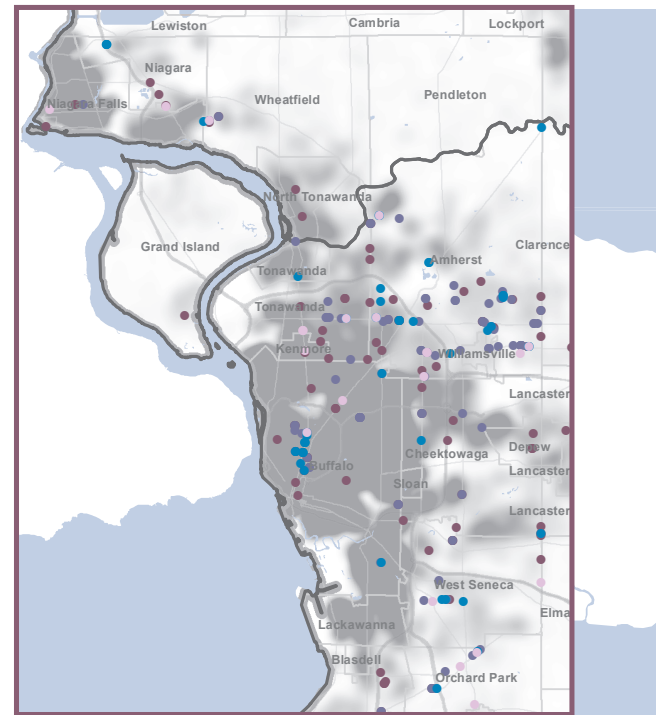 Lewiston
Cambria
Lockport
Niagara
Niagara Falls
Wheatfield
Pendleton
North Tonawanda
Grand Island
Clarence
Amherst
Tonawanda
Tonawanda
Kenmore
Williamsville
Lancaster
Depew
Cheektowaga
Buffalo
Lancaster
Sloan
Lancaster
West Seneca
Elma
Lackawanna
Blasdell
Orchard Park